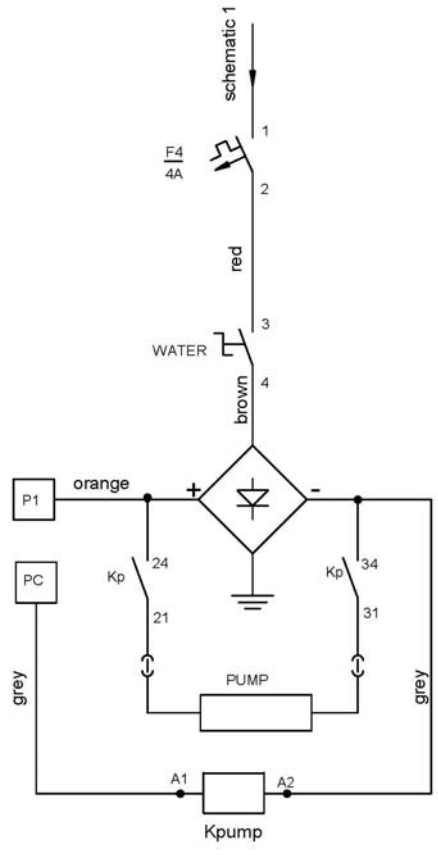 schematic 1
1
F4
4A
2
red
3
WATER
4
brown
orange
+
-
P1
24
34
Kp
Kp
PC
21
31
grey
grey
PUMP
A1
A2
Kpump